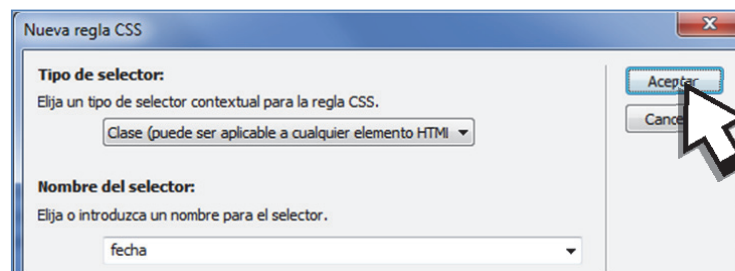 Nueva regla CSS
Tipo de selector:
Elija un tipo de selector contextual para la regla CSS.
Clase (puede ser aplicable a cualquier elemento HTMl
Nombre del selector:
Elija o introduzca un nombre para el selector.
fecha
Aceptar